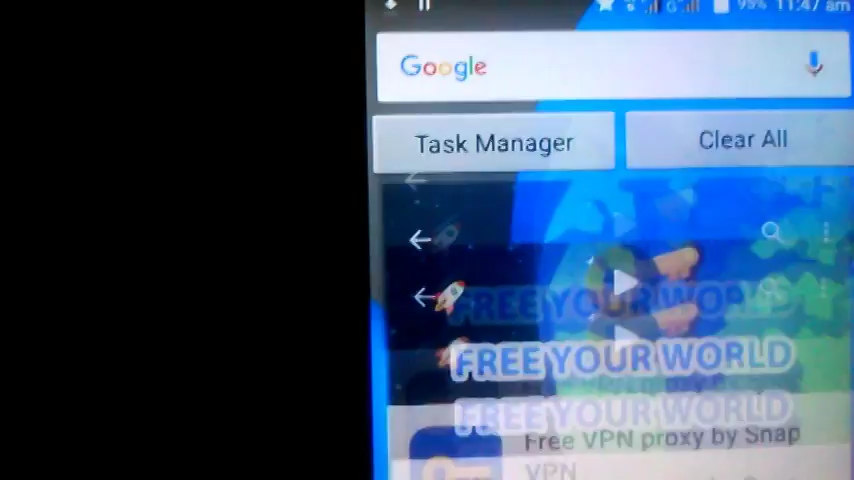 95% 11:47 am
Google
Task Manager
Clear All
FREE YOUR WORLD
FREE YOUR WORLD
FREE YOUR WORLD
Free VPN proxy by Snap
VPN